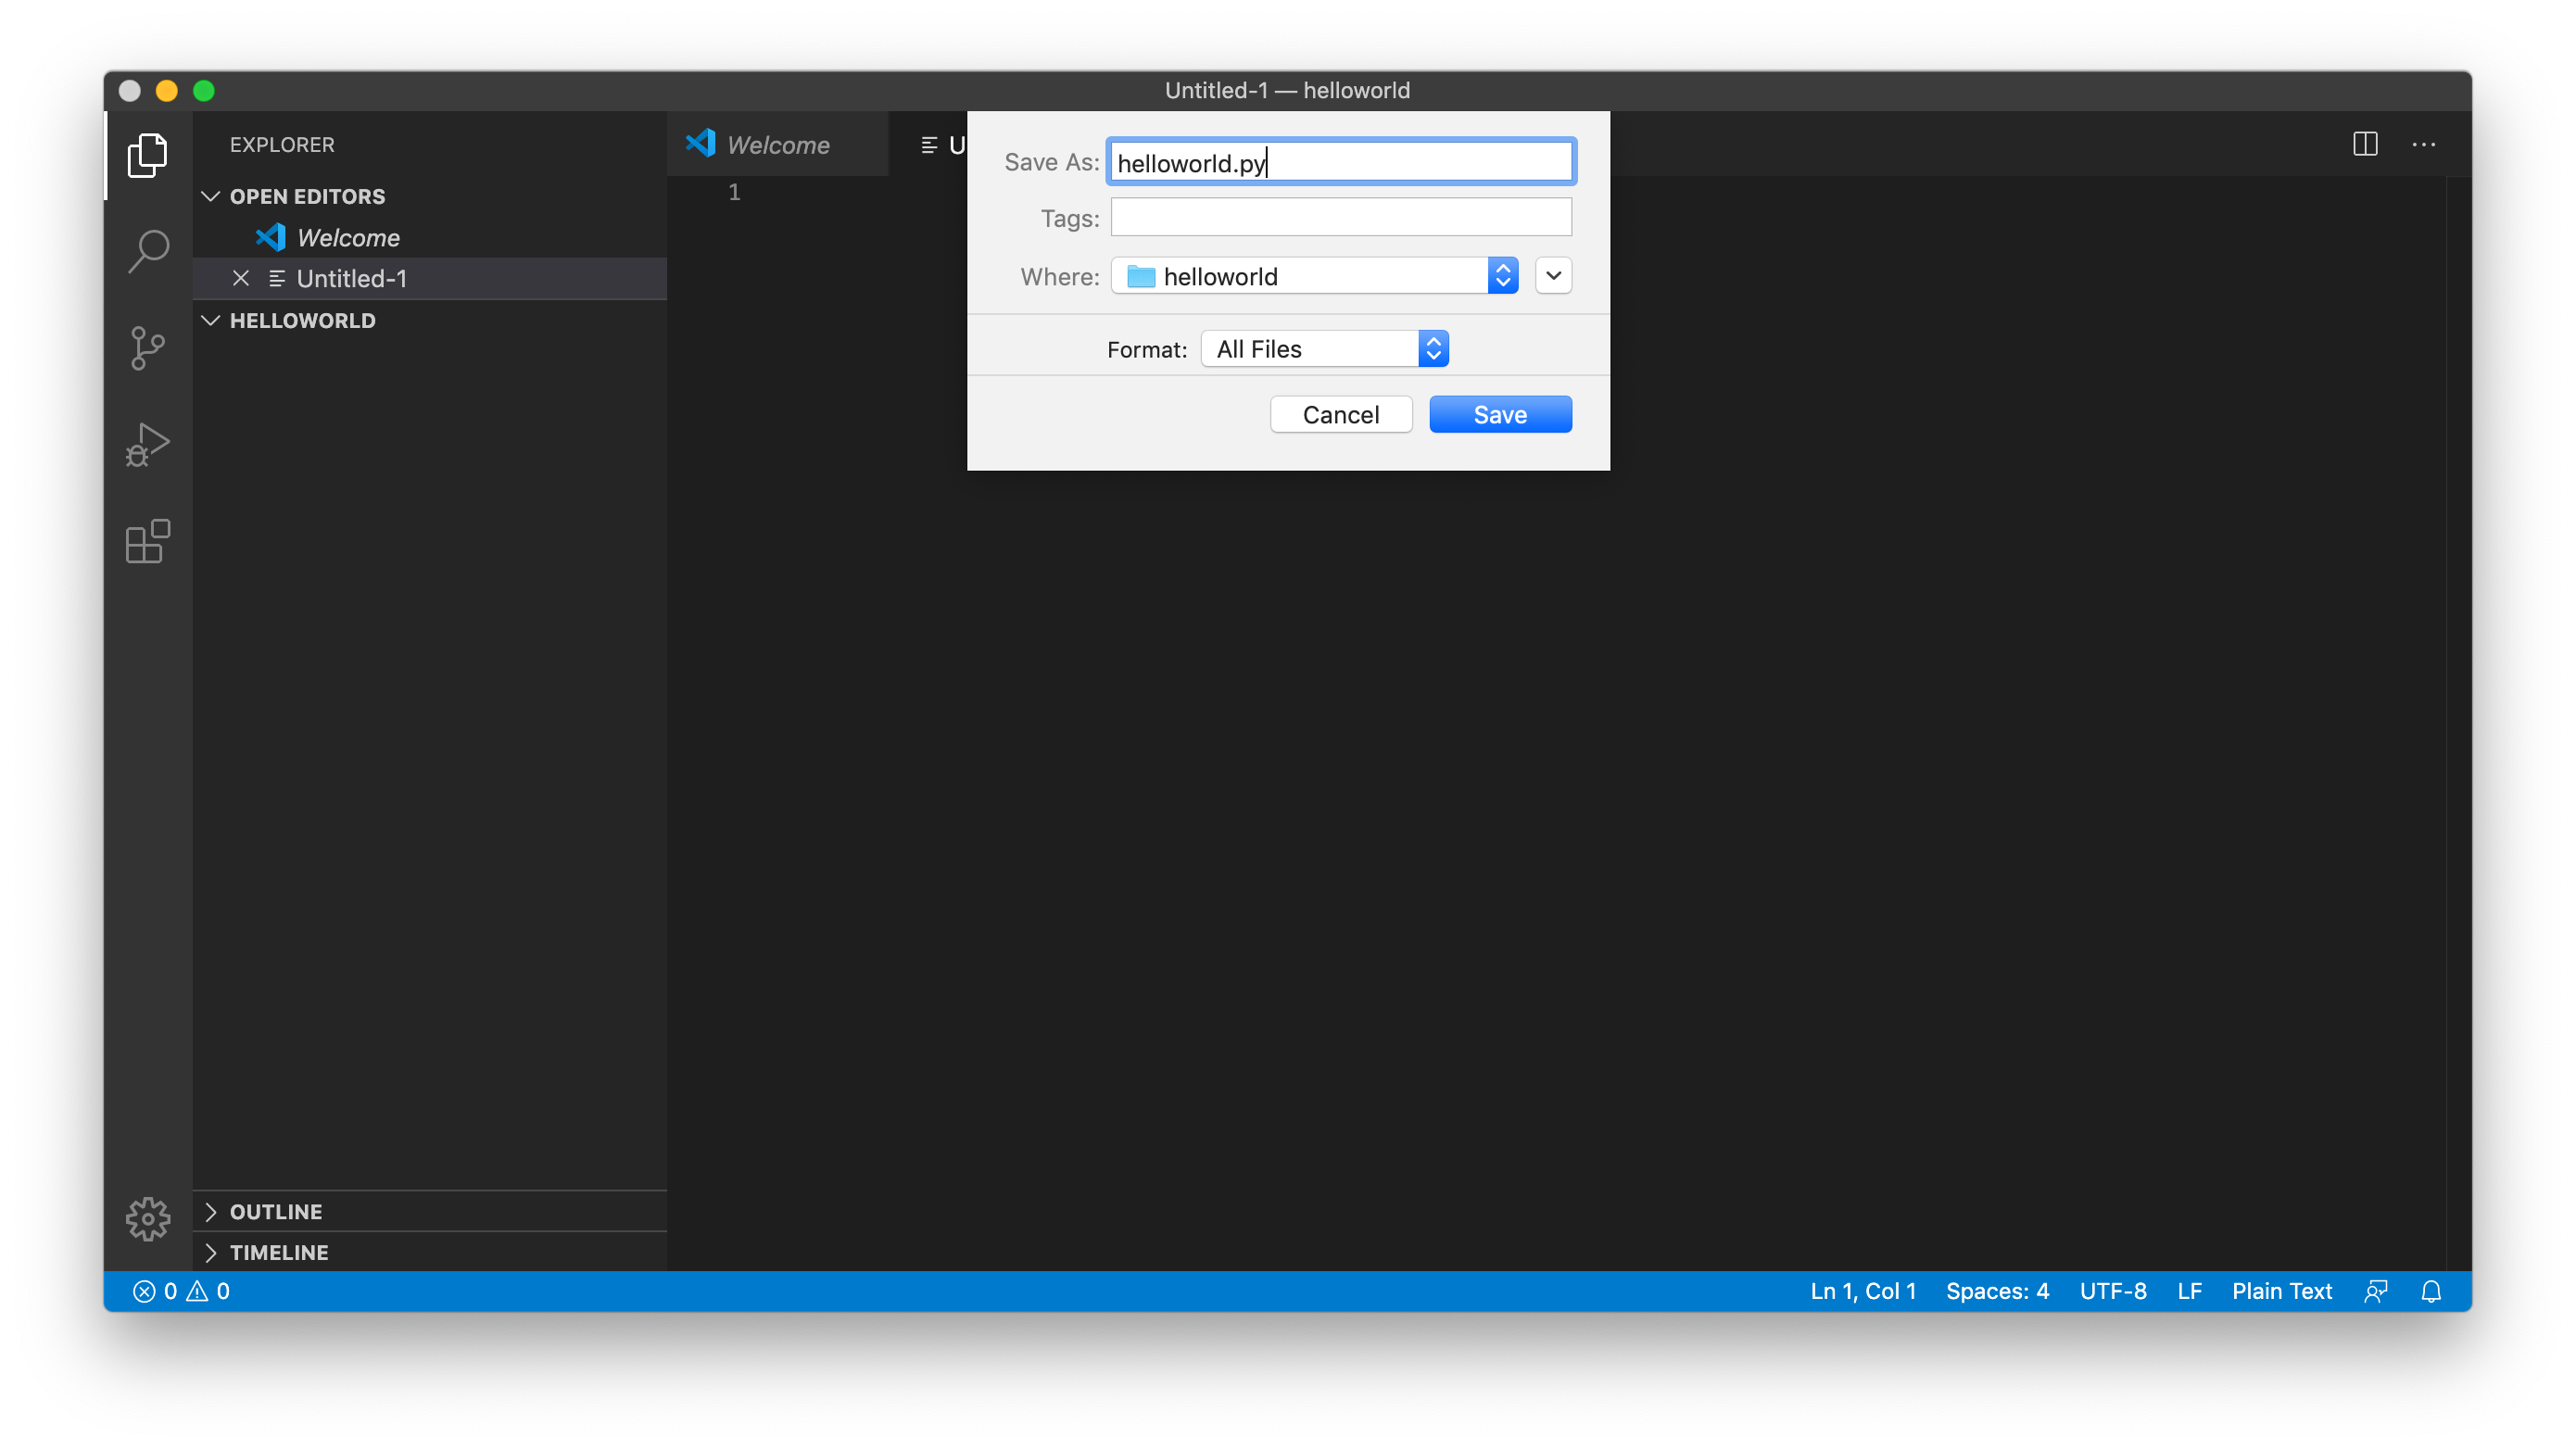 Untitled-1 — helloworld
EXPLORER
OPEN EDITORS
Welcome
Untitled-1
HELLOWORLD
OUTLINE
TIMELINE
Welcome
U
1
Save As: helloworld.py
Tags:
Where: helloworld
Format: All Files
Cancel Save
0 0 Ln 1, Col 1 Spaces: 4 UTF-8 LF Plain Text